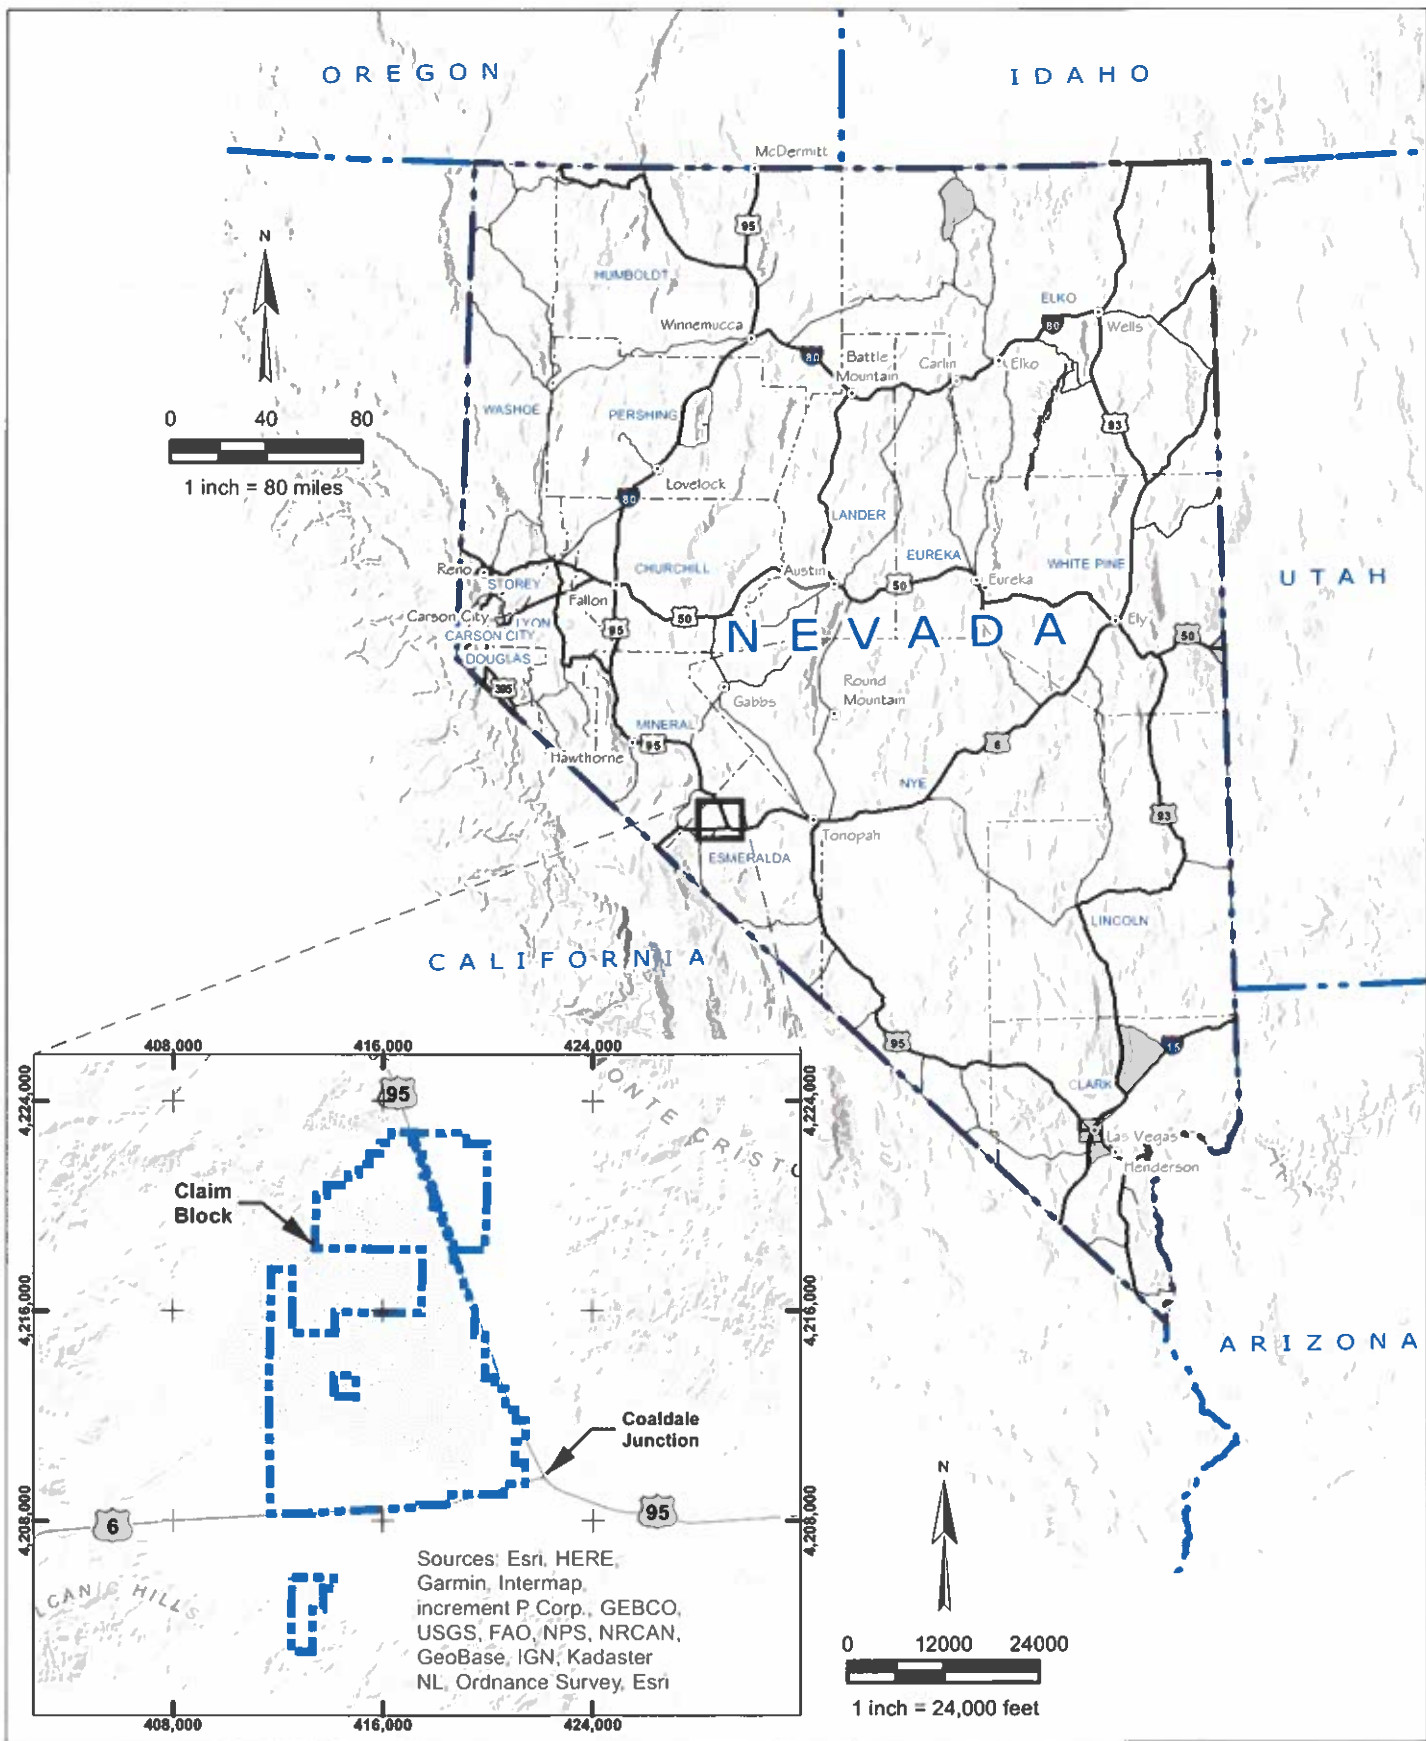 OREGON
IDAHO
McDermitt
N
95
HUMBOLDT
ELKO
80
Wells
Winnemucca
80
Battle
Mountain
Carlin
Elko
0 40 80
1 inch = 80 miles
WASHOE
PERSHING
93
Lovelock
80
LANDER
CHURCHILL
EUREKA
WHITE PINE
UTAH
Reno
STOREY
Austin
50
Eureka
Fallon
Carson City
LYON
CARSON CITY
95
50
NEVADA
Ely
50
DOUGLAS
395
Gabbs
Round
Mountain
MINERAL
95
Hawthorne
6
NYE
93
Tonopah
ESMERALDA
LINCOLN
CALIFORNIA
95
15
CLARK
Las Vegas
Henderson
ARIZONA
408,000 416,000 424,000
4,224,000
4,224,000
95
ONTE CRISTO
Claim
Block
4,216,000
4,216,000
Coaldale
Junction
4,208,000
4,208,000
6
95
LCANIC HILLS
Sources: Esri, HERE,
Garmin, Intermap,
increment P Corp., GEBCO,
USGS, FAO, NPS, NRCAN,
GeoBase, IGN, Kadaster
NL, Ordnance Survey, Esri
408,000 416,000 424,000
N
0 12000 24000
1 inch = 24,000 feet